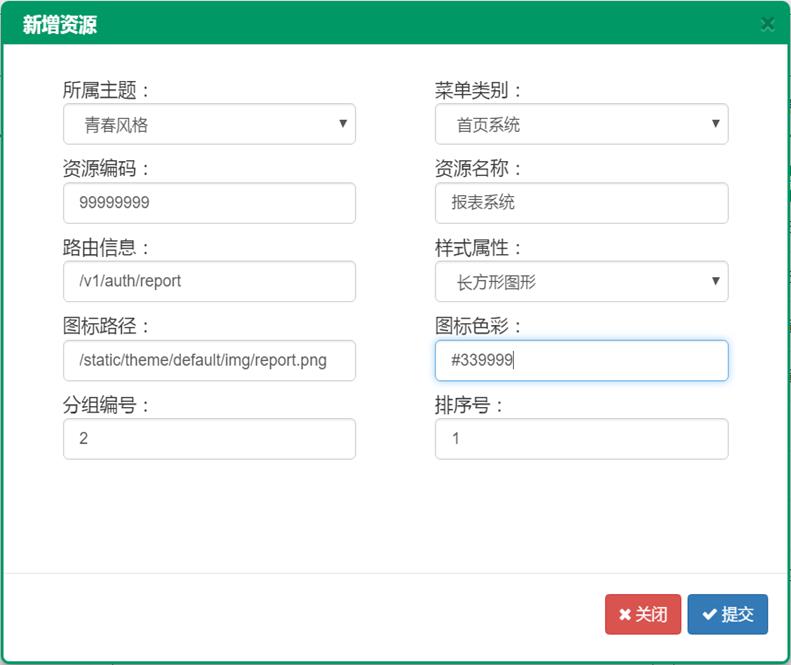 新增资源
所属主题：
菜单类别：
青春风格
首页系统
资源编码：
资源名称：
99999999
报表系统
路由信息：
样式属性：
/v1/auth/report
长方形图形
图标路径：
图标色彩：
/static/theme/default/img/report.png
#339999
分组编号：
排序号：
2
1
关闭
提交